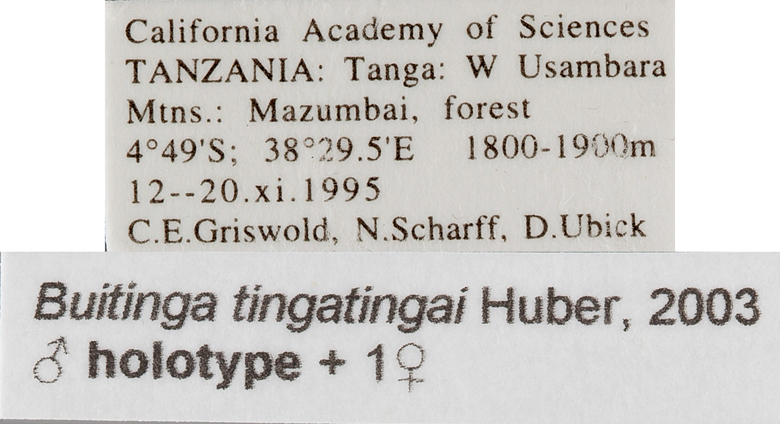 California Academy of Sciences
TANZANIA: Tanga: W Usambara
Mtns.: Mazumbai, forest
4°49'S; 38°29.5'E 1800-1900m
12--20.xi.1995
C.E.Griswold, N.Scharff, D.Ubick
Buitinga tingatingai Huber, 2003
♂ holotype + 1♀